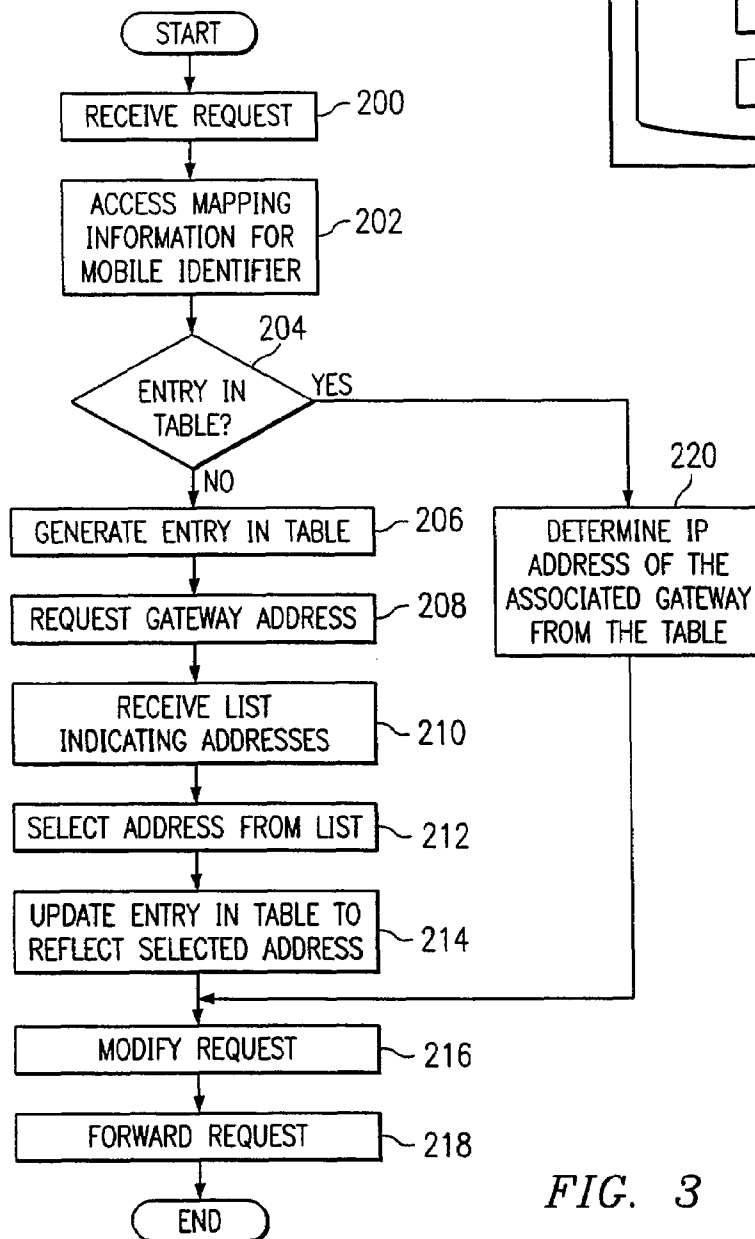 START
RECEIVE REQUEST
200
ACCESS MAPPING
INFORMATION FOR
MOBILE IDENTIFIER
202
204
ENTRY IN
TABLE?
YES
NO
220
DETERMINE IP
ADDRESS OF THE
ASSOCIATED GATEWAY
FROM THE TABLE
GENERATE ENTRY IN TABLE
206
REQUEST GATEWAY ADDRESS
208
RECEIVE LIST
INDICATING ADDRESSES
210
SELECT ADDRESS FROM LIST
212
UPDATE ENTRY IN TABLE TO
REFLECT SELECTED ADDRESS
214
MODIFY REQUEST
216
FORWARD REQUEST
218
END
FIG. 3